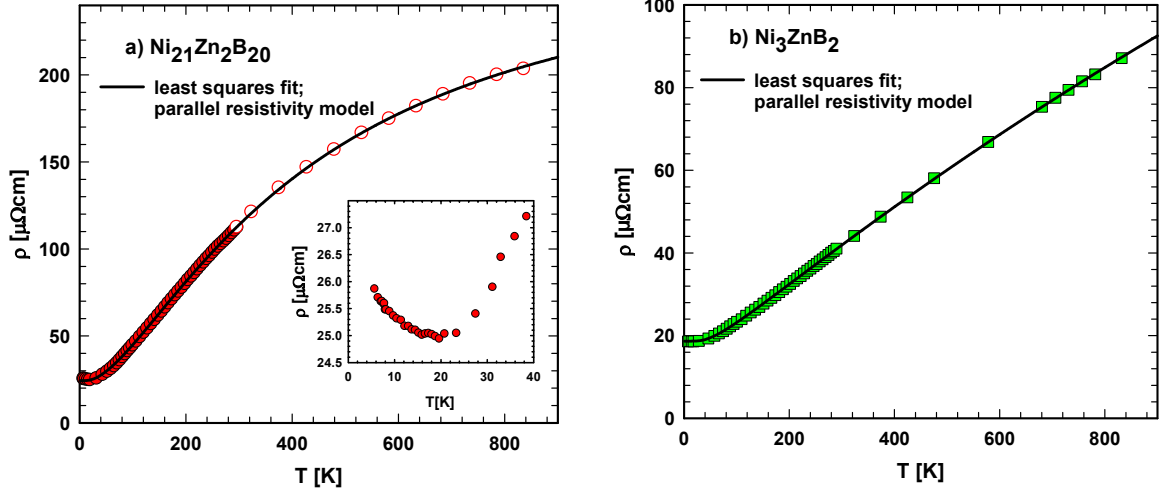 a) Ni21Zn2B20
least squares fit;
parallel resistivity model
ρ [µΩcm]
200
150
100
50
0
0
200
400
600
800
T [K]
ρ [µΩcm]
27.0
26.5
26.0
25.5
25.0
24.5
0
10
20
30
40
T[K]
b) Ni3ZnB2
least squares fit;
parallel resistivity model
ρ [µΩcm]
100
80
60
40
20
0
0
200
400
600
800
T [K]